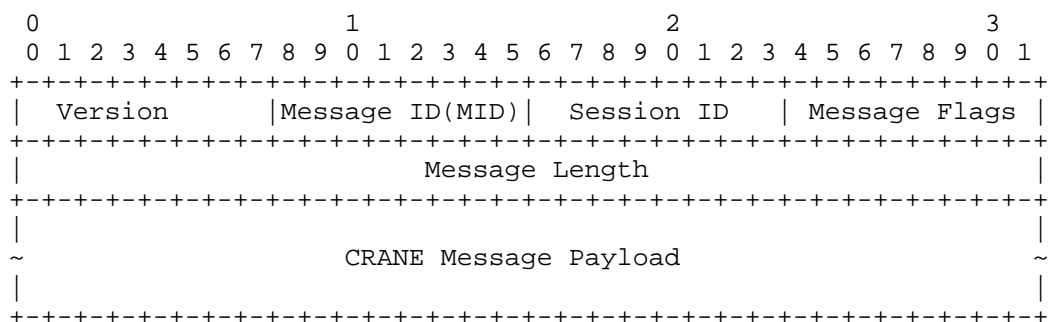 0                   1                   2                   3
 0 1 2 3 4 5 6 7 8 9 0 1 2 3 4 5 6 7 8 9 0 1 2 3 4 5 6 7 8 9 0 1
+-+-+-+-+-+-+-+-+-+-+-+-+-+-+-+-+-+-+-+-+-+-+-+-+-+-+-+-+-+-+-+-+
|   Version     |Message ID(MID)|  Session ID   | Message Flags |
+-+-+-+-+-+-+-+-+-+-+-+-+-+-+-+-+-+-+-+-+-+-+-+-+-+-+-+-+-+-+-+-+
|                         Message Length                        |
+-+-+-+-+-+-+-+-+-+-+-+-+-+-+-+-+-+-+-+-+-+-+-+-+-+-+-+-+-+-+-+-+
|                                                               |
~                    CRANE Message Payload                      ~
|                                                               |
+-+-+-+-+-+-+-+-+-+-+-+-+-+-+-+-+-+-+-+-+-+-+-+-+-+-+-+-+-+-+-+-+